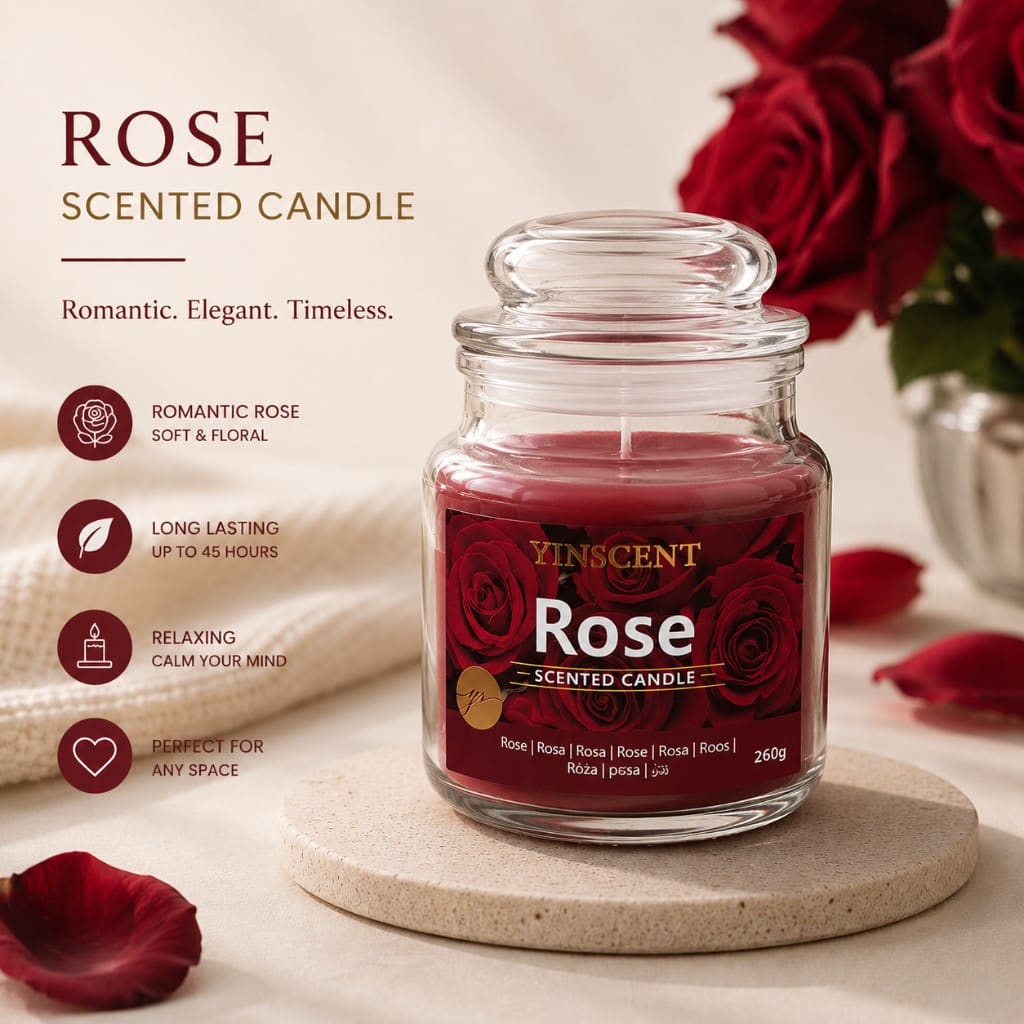 ROSE
SCENTED CANDLE
Romantic. Elegant. Timeless.
ROMANTIC ROSE
SOFT & FLORAL
LONG LASTING
UP TO 45 HOURS
RELAXING
CALM YOUR MIND
PERFECT FOR
ANY SPACE
YINSCENT
Rose
SCENTED CANDLE
Rose | Rosa | Rosa | Rose | Rosa | Roos |
Róża | | 
260g